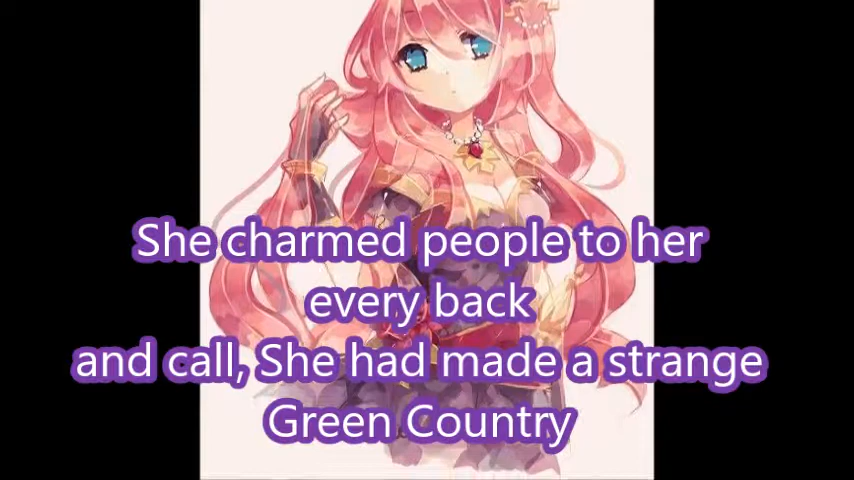 She charmed people to her
every back
and call, She had made a strange
Green Country